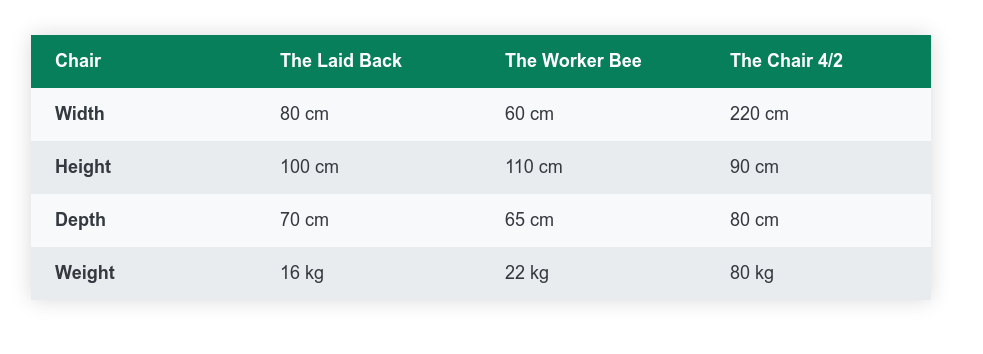 Chair The Laid Back The Worker Bee The Chair 4/2
Width 80 cm 60 cm 220 cm
Height 100 cm 110 cm 90 cm
Depth 70 cm 65 cm 80 cm
Weight 16 kg 22 kg 80 kg